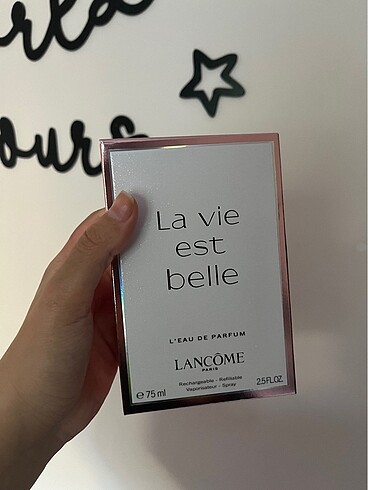 ours
La vie
est
belle
L'EAU DE PARFUM
LANCÔME
PARIS
Rechargeable - Refillable
Vaporisateur - Spray
℮ 75 ml 2.5 FL.OZ.